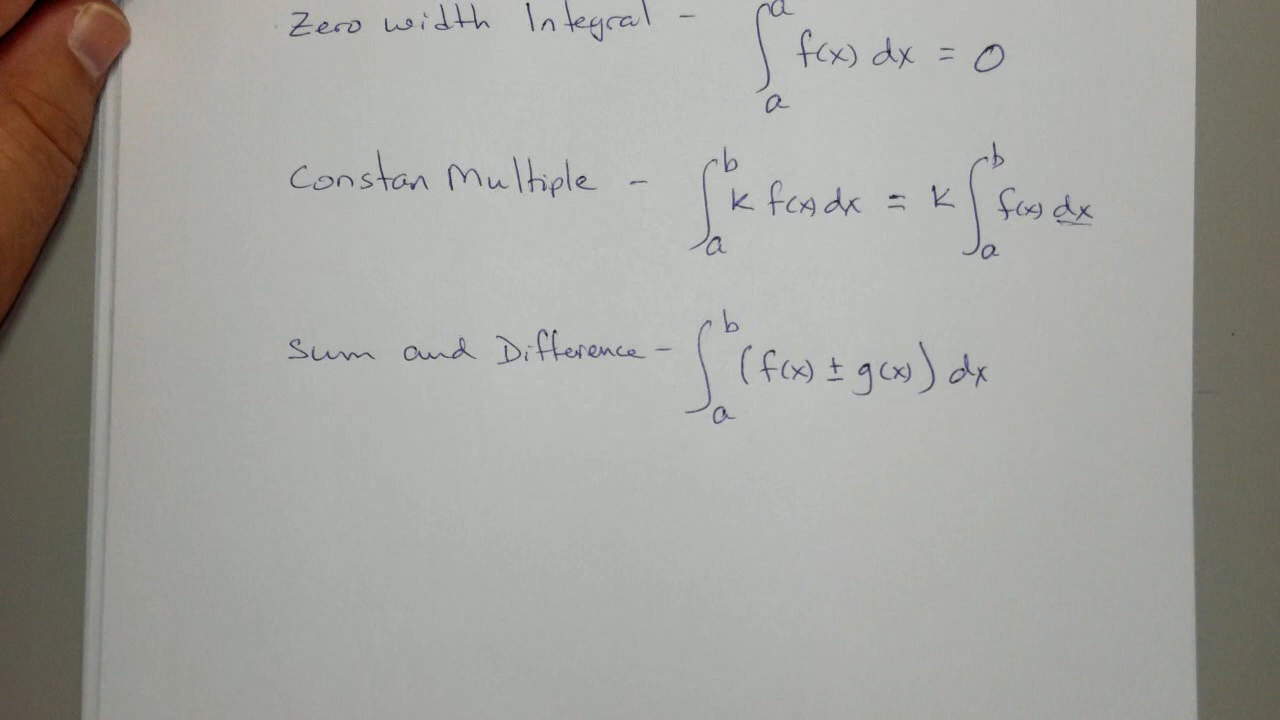 Zero width Integral - ∫_a^a f(x) dx = 0
Constan Multiple - ∫_a^b k f(x) dx = k ∫_a^b f(x) dx
Sum and Difference - ∫_a^b (f(x) ± g(x)) dx